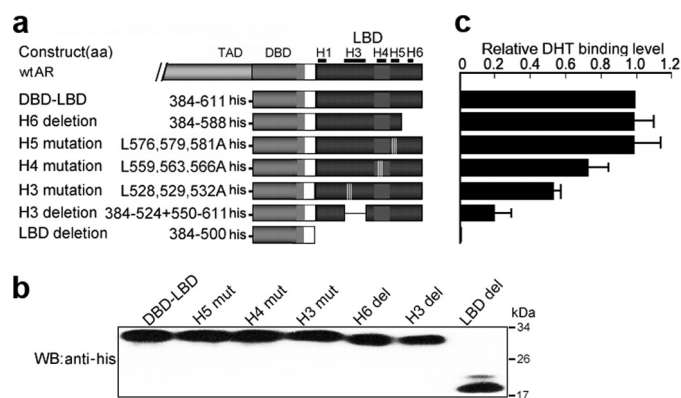 a
c
LBD
Relative DHT binding level
Construct(aa) TAD DBD H1 H3 H4 H5 H6
0 0.2 0.4 0.6 0.8 1.0 1.2
wtAR
DBD-LBD 384-611 his
H6 deletion 384-588 his
H5 mutation L576,579,581A his
H4 mutation L559,563,566A his
H3 mutation L528,529,532A his
H3 deletion 384-524+550-611 his
LBD deletion 384-500 his
b
DBD-LBD H5 mut H4 mut H3 mut H6 del H3 del LBD del
kDa
34
WB:anti-his
26
17